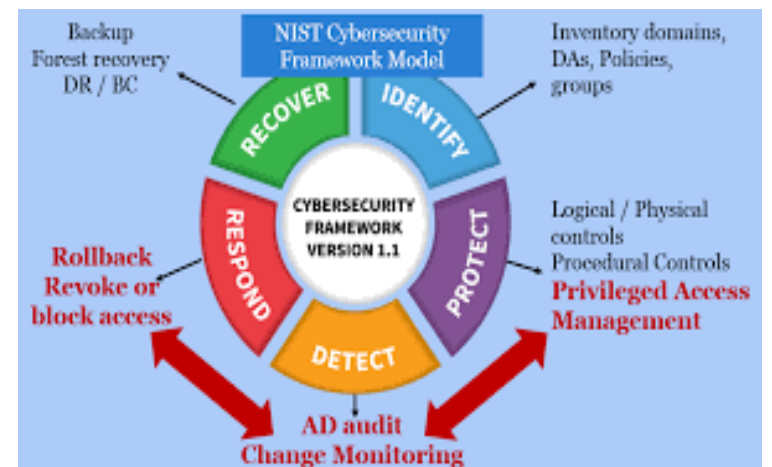 Backup
Forest recovery
DR / BC
NIST Cybersecurity
Framework Model
Inventory domains,
DAs, Policies,
groups
RECOVER
IDENTIFY
CYBERSECURITY
FRAMEWORK
VERSION 1.1
RESPOND
PROTECT
Rollback
Revoke or
block access
Logical / Physical
controls
Procedural Controls
Privileged Access
Management
DETECT
AD audit
Change Monitoring